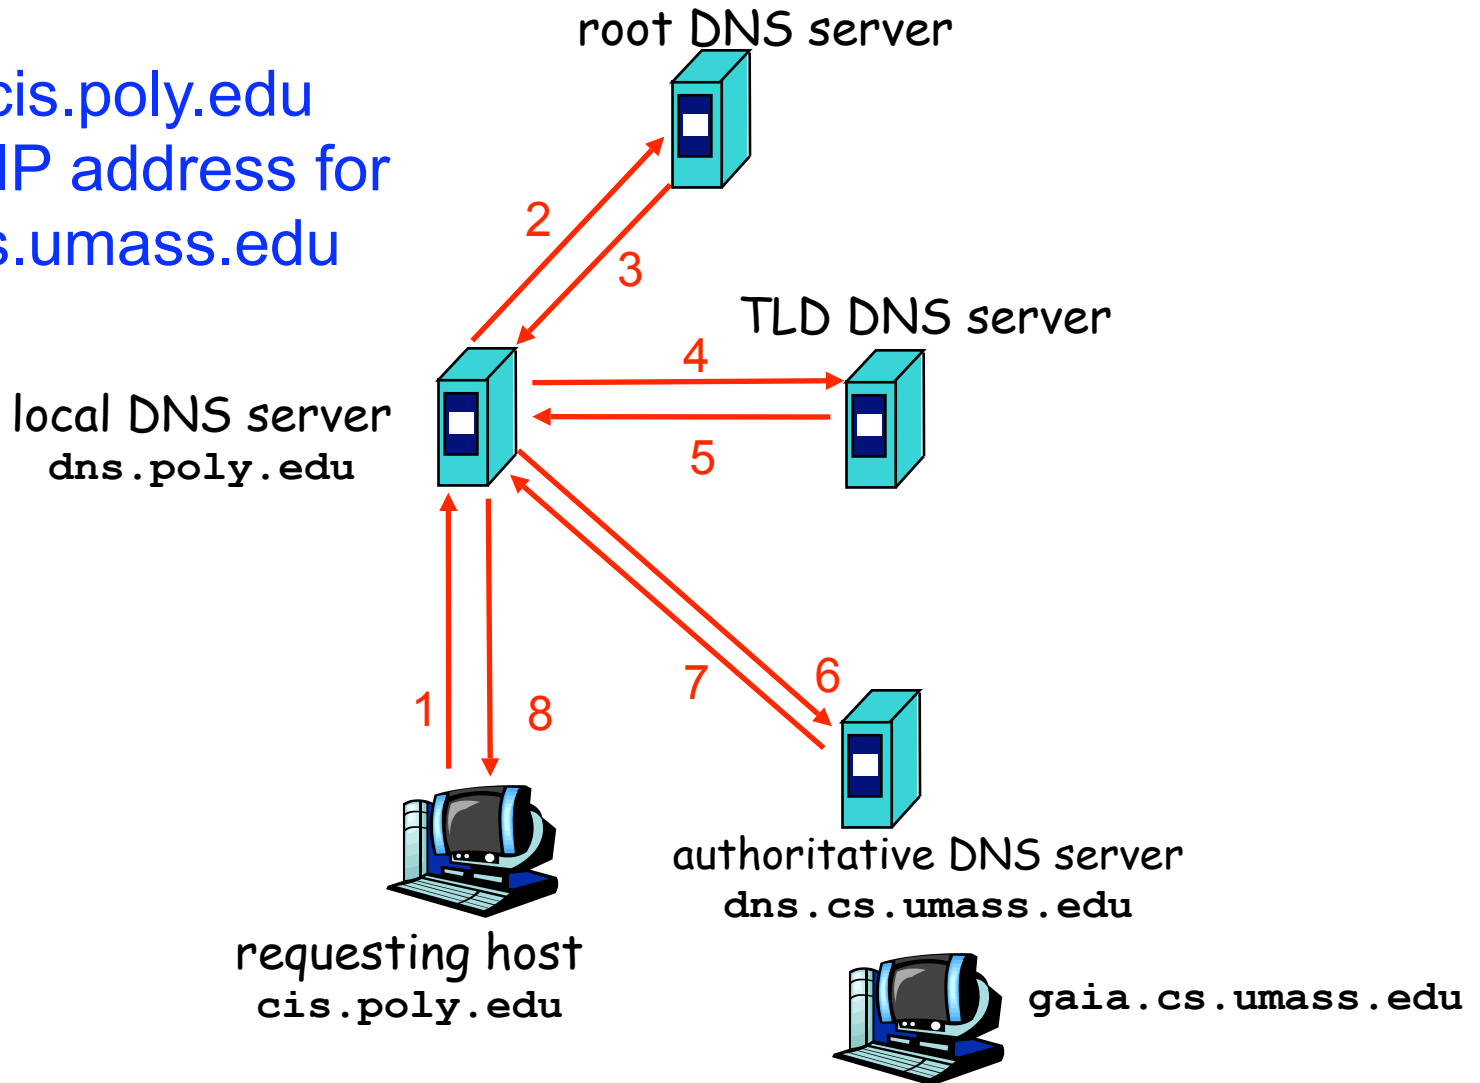 root DNS server
cis.poly.edu
IP address for
s.umass.edu
2
3
TLD DNS server
4
local DNS server
dns.poly.edu
5
6
7
1
8
authoritative DNS server
dns.cs.umass.edu
requesting host
cis.poly.edu
gaia.cs.umass.edu